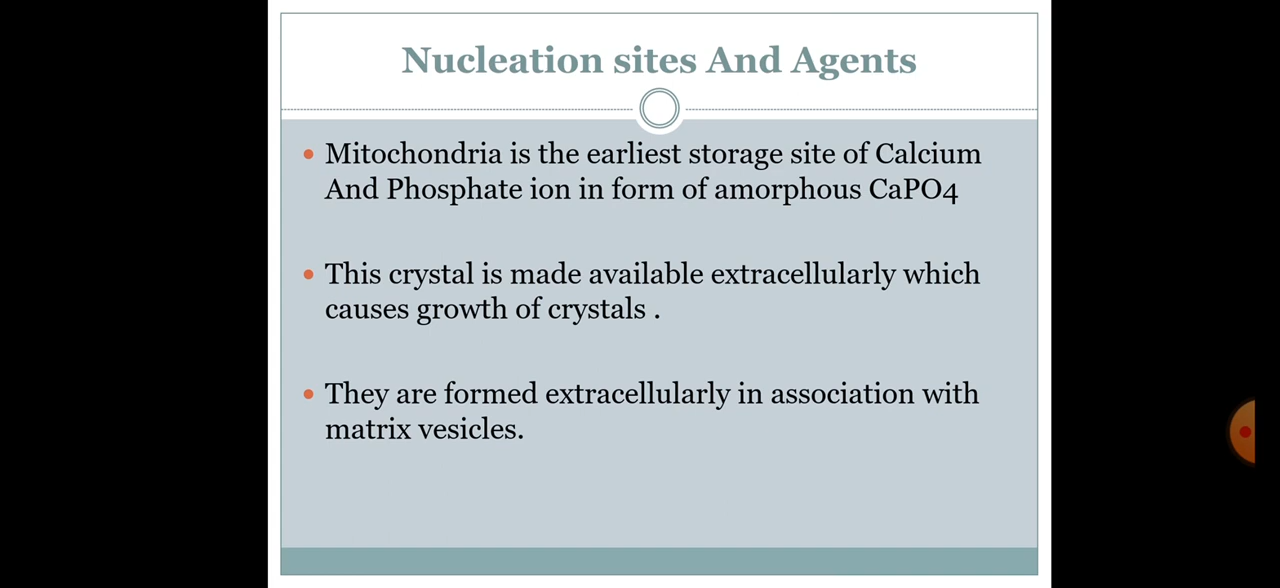 Nucleation sites And Agents
Mitochondria is the earliest storage site of Calcium
And Phosphate ion in form of amorphous CaPO4
This crystal is made available extracellularly which
causes growth of crystals .
They are formed extracellularly in association with
matrix vesicles.